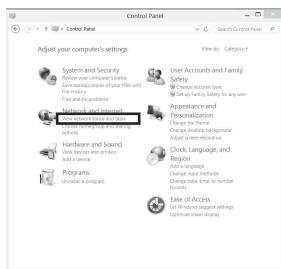 Control Panel
Control Panel
Search Control Panel
Adjust your computer's settings
View by: Category
System and Security
Review your computer's status
Save backup copies of your files with
File History
Find and fix problems
Network and Internet
View network status and tasks
Choose homegroup and sharing
options
Hardware and Sound
View devices and printers
Add a device
Programs
Uninstall a program
User Accounts and Family
Safety
Change account type
Set up Family Safety for any user
Appearance and
Personalization
Change the theme
Change desktop background
Adjust screen resolution
Clock, Language, and
Region
Add a language
Change input methods
Change date, time, or number
formats
Ease of Access
Let Windows suggest settings
Optimize visual display